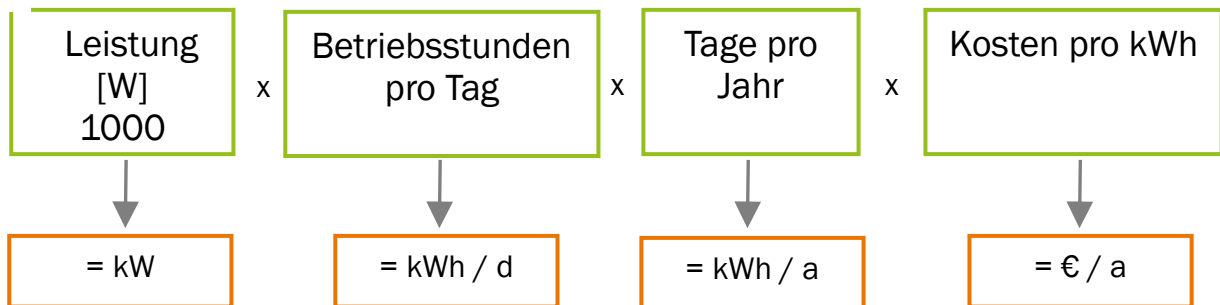 Leistung
[W]
1000
x
Betriebsstunden
pro Tag
x
Tage pro
Jahr
x
Kosten pro kWh
= kW
= kWh / d
= kWh / a
= € / a